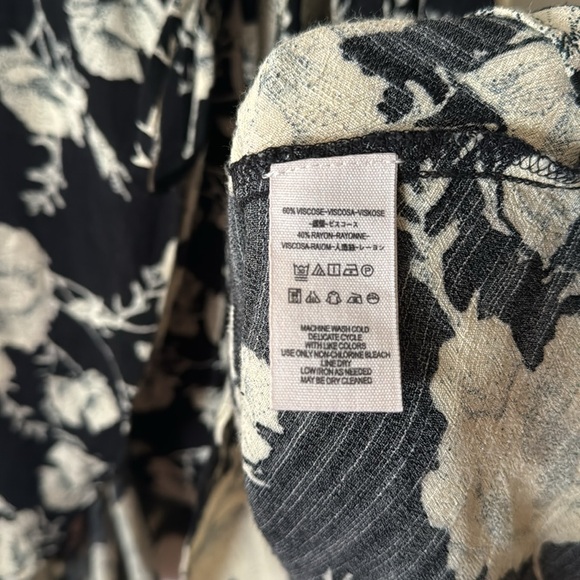 60% VISCOSE-VISCOSA-VISKOSE
ビスコース
40% RAYON-RAYONNE-
VISCOSA-RAION-人造絲-レーヨン
MACHINE WASH COLD
DELICATE CYCLE
WITH LIKE COLORS
USE ONLY NON-CHLORINE BLEACH
LINE DRY
LOW IRON AS NEEDED
MAY BE DRY CLEANED